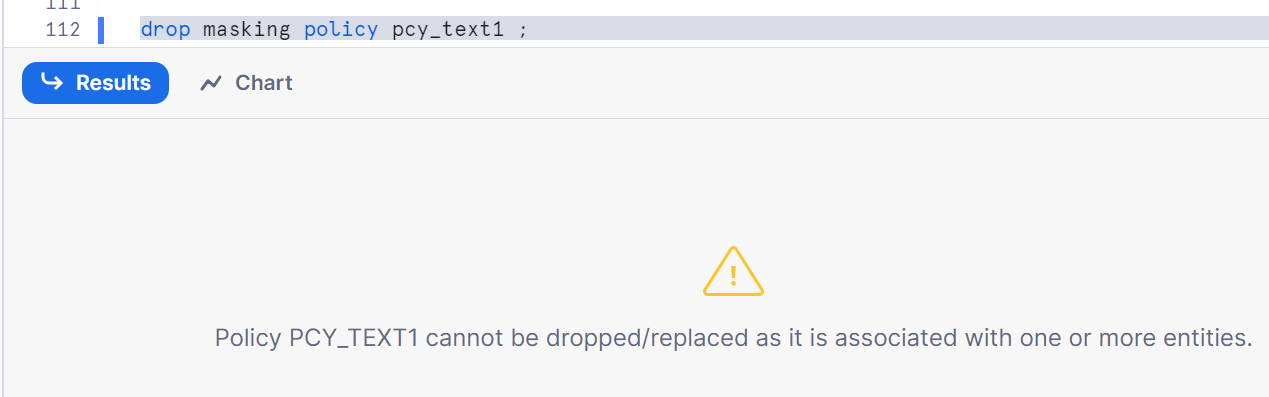 111
112 drop masking policy pcy_text1 ;
Results Chart
Policy PCY_TEXT1 cannot be dropped/replaced as it is associated with one or more entities.